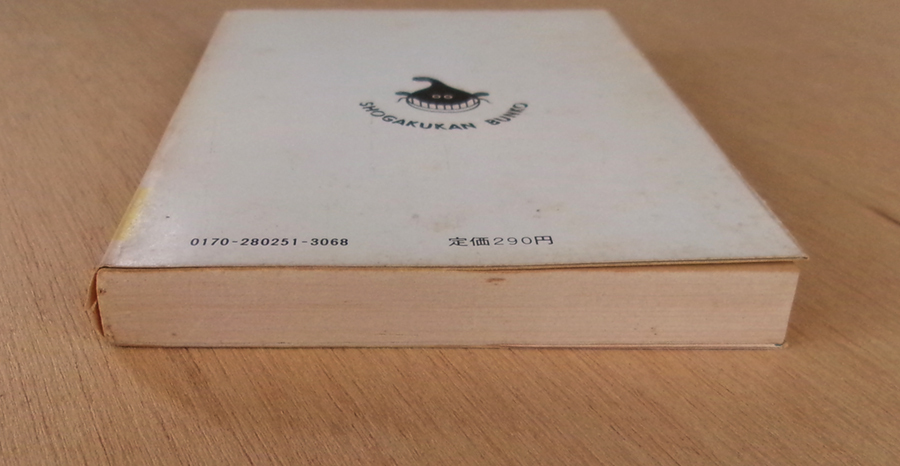 SHOGAKUKAN BUNKO
0170-280251-3068 定価290円